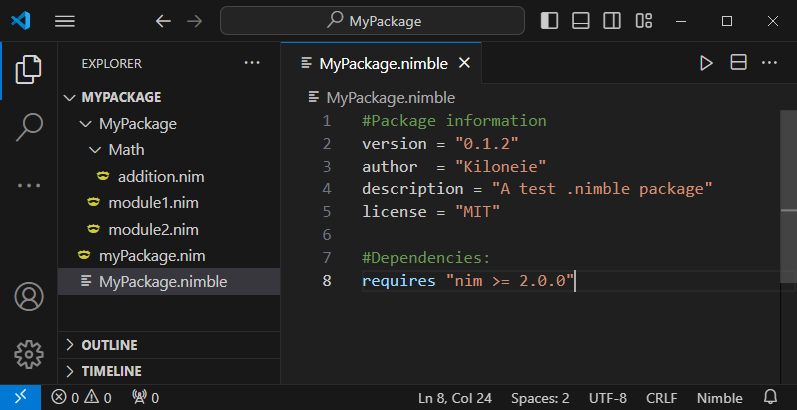 MyPackage
EXPLORER
MYPACKAGE
MyPackage
Math
addition.nim
module1.nim
module2.nim
myPackage.nim
MyPackage.nimble
OUTLINE
TIMELINE
MyPackage.nimble
MyPackage.nimble
1 #Package information
2 version = "0.1.2"
3 author  = "Kiloneie"
4 description = "A test .nimble package"
5 license = "MIT"
6
7 #Dependencies:
8 requires "nim >= 2.0.0"
0 0 0 Ln 8, Col 24 Spaces: 2 UTF-8 CRLF Nimble